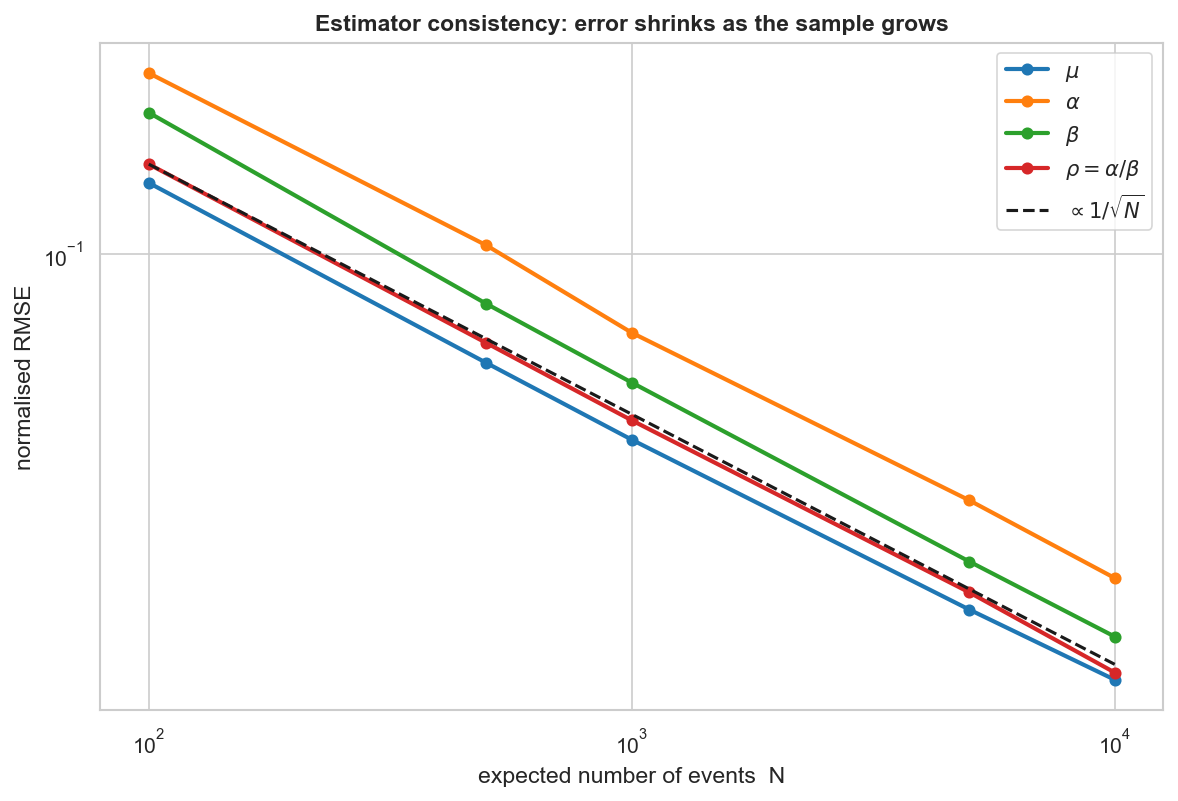 Estimator consistency: error shrinks as the sample grows
μ
α
β
ρ = α/β
∝ 1/√N
10⁻¹
normalised RMSE
10² 10³ 10⁴
expected number of events N